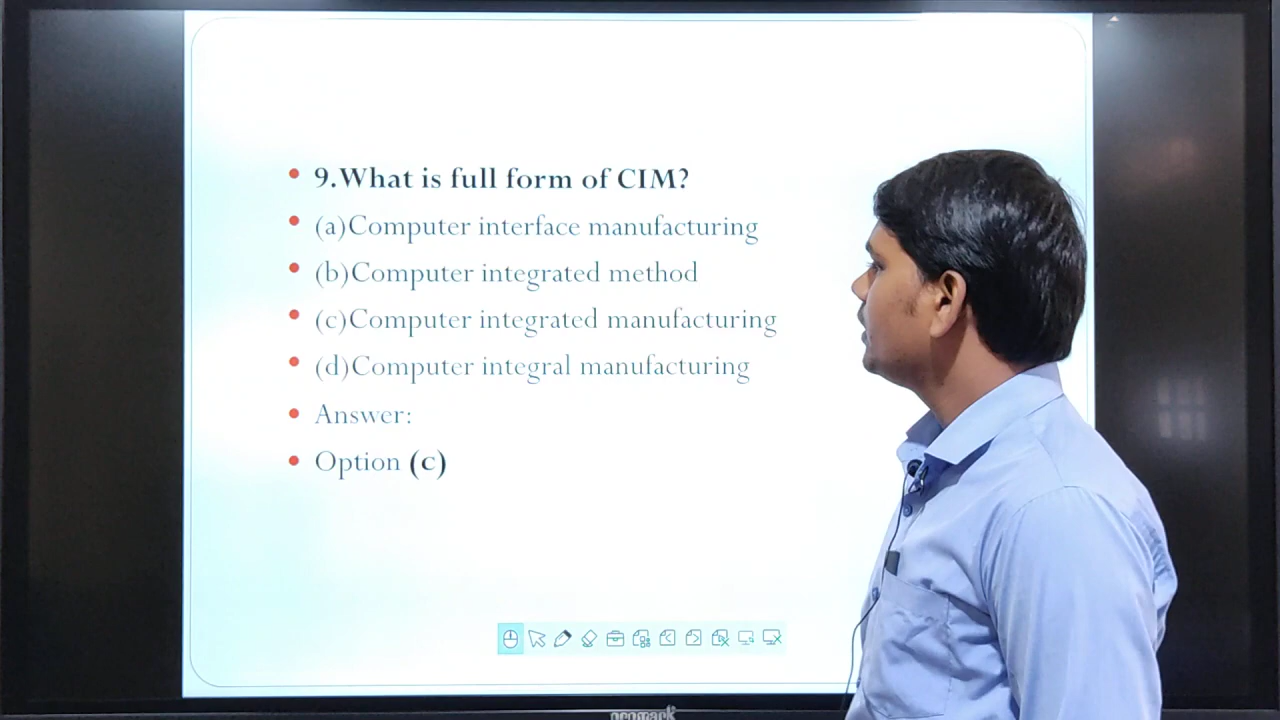 9.What is full form of CIM?
(a)Computer interface manufacturing
(b)Computer integrated method
(c)Computer integrated manufacturing
(d)Computer integral manufacturing
Answer:
Option (c)
promark